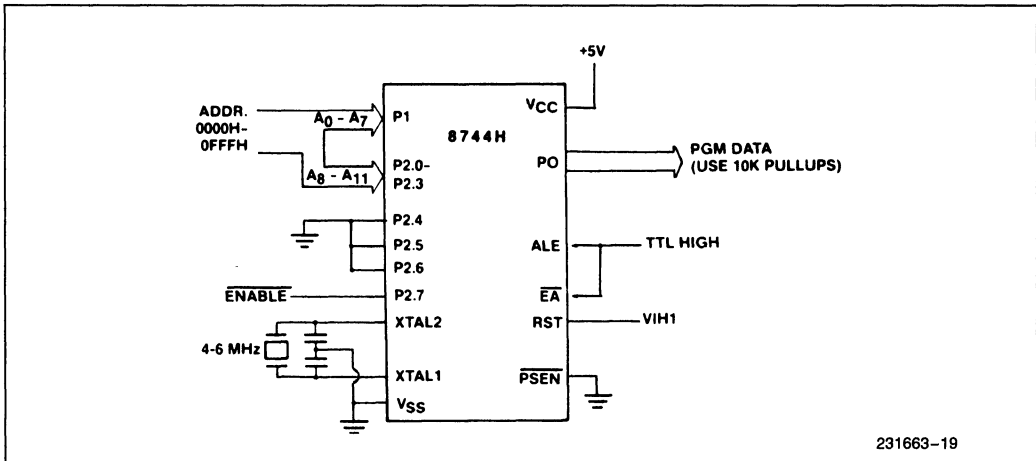 +5V
ADDR.
0000H-
0FFFH
A0 - A7
P1
VCC
8744H
P2.0-
P2.3
A8 - A11
PO
PGM DATA
(USE 10K PULLUPS)
P2.4
P2.5
P2.6
ALE
TTL HIGH
EA
ENABLE
P2.7
XTAL2
RST
VIH1
4-6 MHz
XTAL1
PSEN
VSS
231663-19